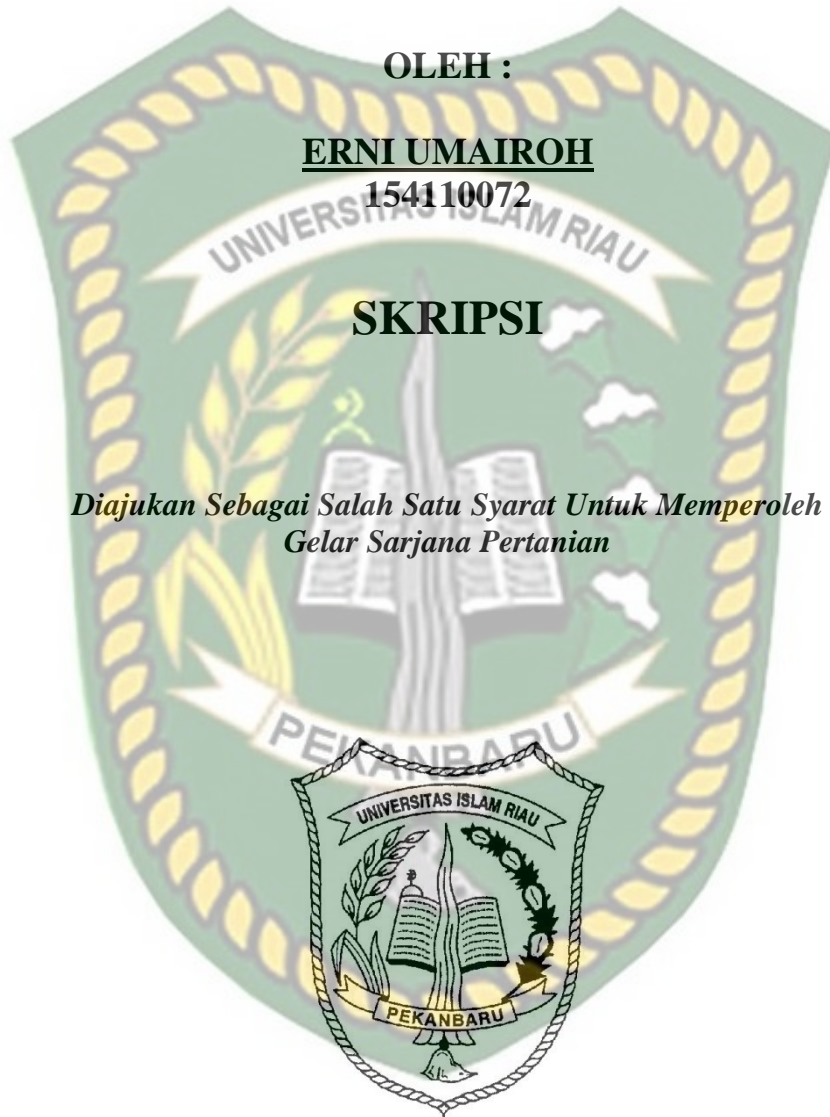 OLEH :
ERNI UMAIROH
154110072
UNIVERSITAS ISLAM RIAU
SKRIPSI
Diajukan Sebagai Salah Satu Syarat Untuk Memperoleh
Gelar Sarjana Pertanian
PEKANBARU
UNIVERSITAS ISLAM RIAU
PEKANBARU